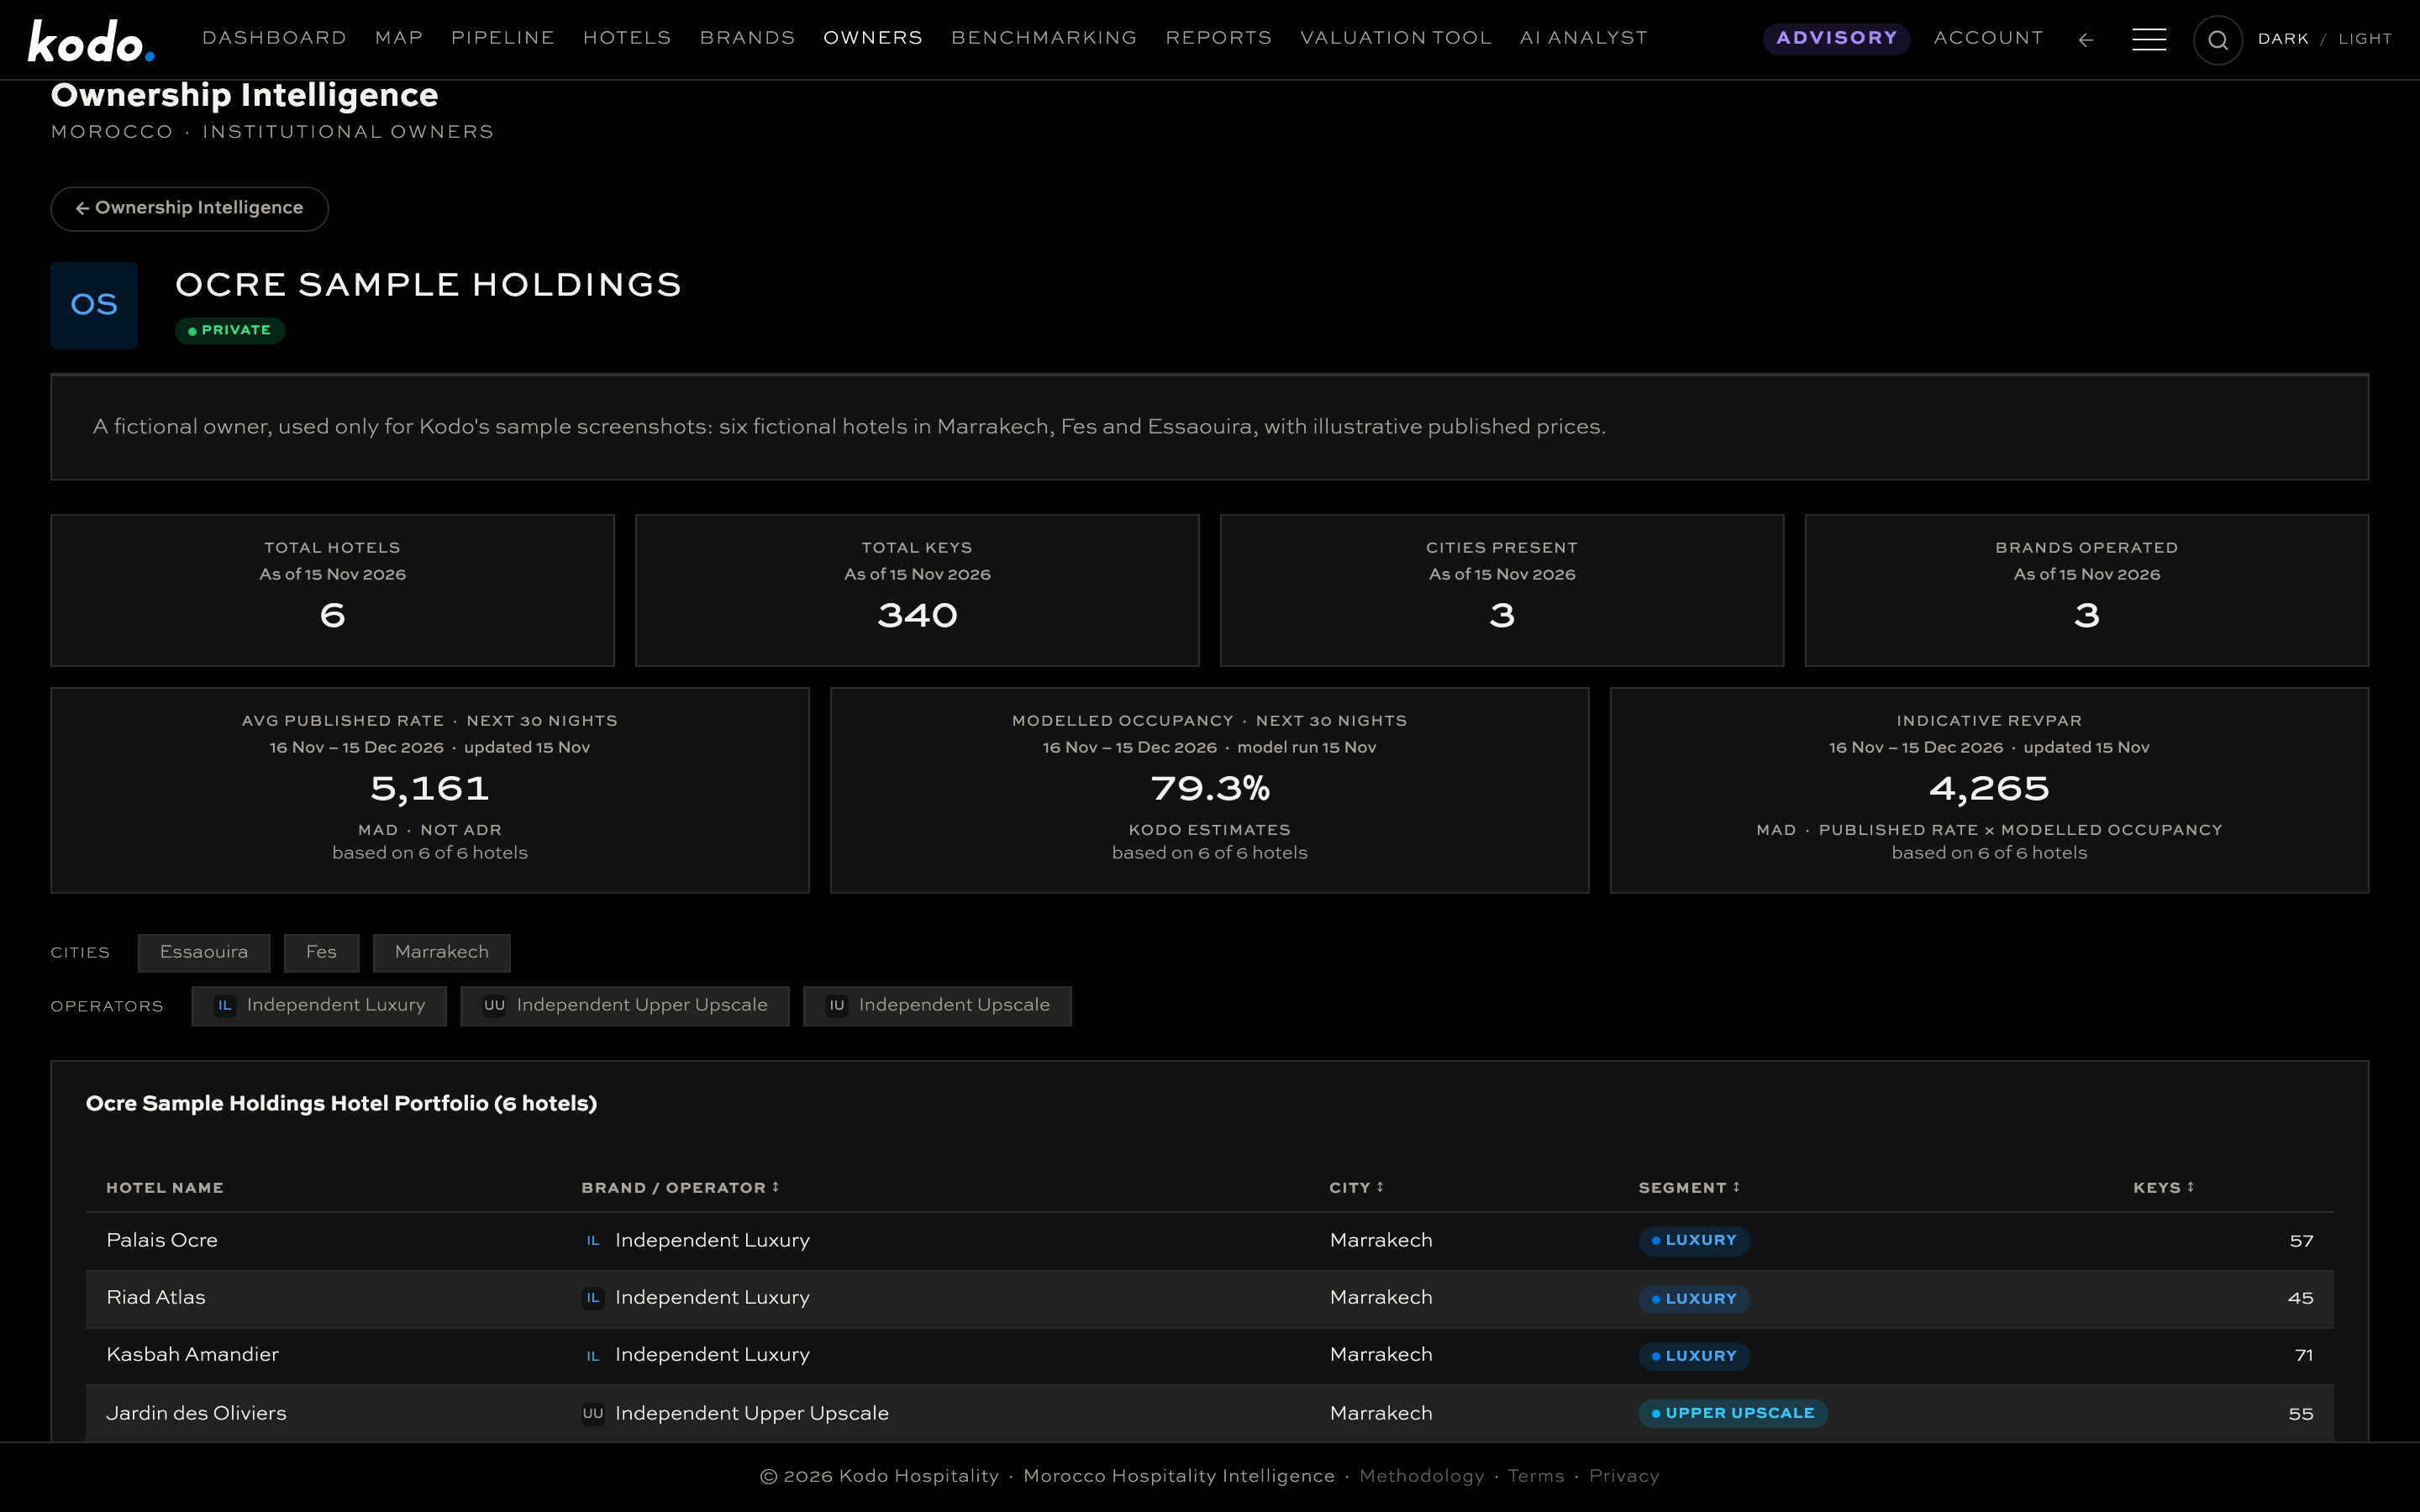 kodo. DASHBOARD MAP PIPELINE HOTELS BRANDS OWNERS BENCHMARKING REPORTS VALUATION TOOL AI ANALYST ADVISORY ACCOUNT ← DARK / LIGHT
Ownership Intelligence
MOROCCO · INSTITUTIONAL OWNERS
← Ownership Intelligence
OS
OCRE SAMPLE HOLDINGS
PRIVATE
A fictional owner, used only for Kodo's sample screenshots: six fictional hotels in Marrakech, Fes and Essaouira, with illustrative published prices.
TOTAL HOTELS
As of 15 Nov 2026
6
TOTAL KEYS
As of 15 Nov 2026
340
CITIES PRESENT
As of 15 Nov 2026
3
BRANDS OPERATED
As of 15 Nov 2026
3
AVG PUBLISHED RATE · NEXT 30 NIGHTS
16 Nov – 15 Dec 2026 · updated 15 Nov
5,161
MAD · NOT ADR
based on 6 of 6 hotels
MODELLED OCCUPANCY · NEXT 30 NIGHTS
16 Nov – 15 Dec 2026 · model run 15 Nov
79.3%
KODO ESTIMATES
based on 6 of 6 hotels
INDICATIVE REVPAR
16 Nov – 15 Dec 2026 · updated 15 Nov
4,265
MAD · PUBLISHED RATE × MODELLED OCCUPANCY
based on 6 of 6 hotels
CITIES Essaouira Fes Marrakech
OPERATORS IL Independent Luxury UU Independent Upper Upscale IU Independent Upscale
Ocre Sample Holdings Hotel Portfolio (6 hotels)
HOTEL NAME BRAND / OPERATOR ↕ CITY ↕ SEGMENT ↕ KEYS ↕
Palais Ocre IL Independent Luxury Marrakech LUXURY 57
Riad Atlas IL Independent Luxury Marrakech LUXURY 45
Kasbah Amandier IL Independent Luxury Marrakech LUXURY 71
Jardin des Oliviers UU Independent Upper Upscale Marrakech UPPER UPSCALE 55
© 2026 Kodo Hospitality · Morocco Hospitality Intelligence · Methodology · Terms · Privacy